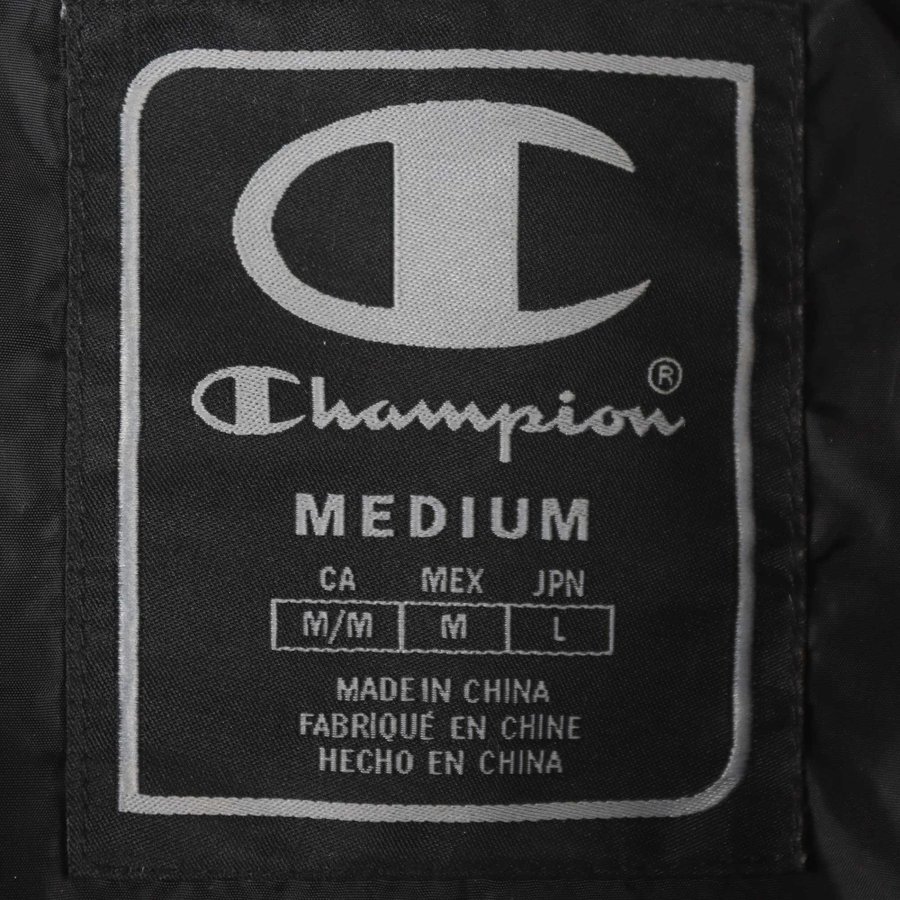 Champion®
MEDIUM
CA MEX JPN
M/M M L
MADE IN CHINA
FABRIQUÉ EN CHINE
HECHO EN CHINA